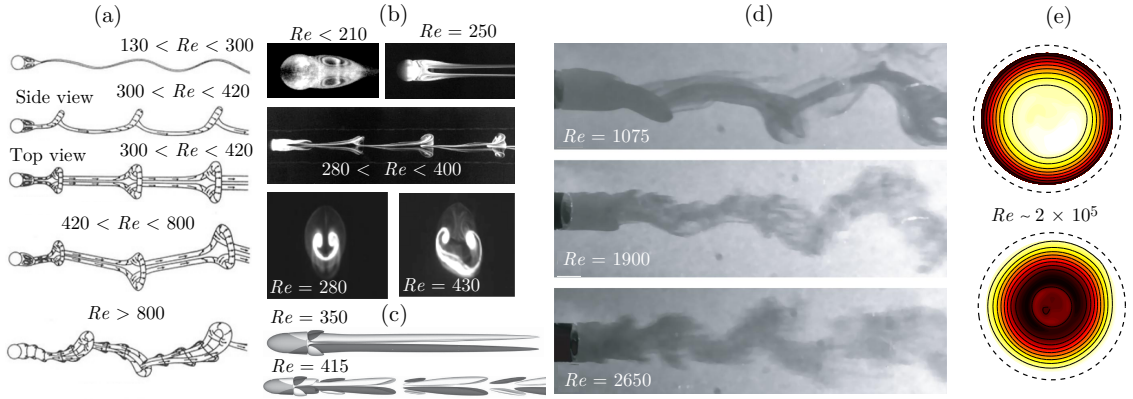 (a)
130 < Re < 300
Side view
300 < Re < 420
Top view
300 < Re < 420
420 < Re < 800
Re > 800
(b)
Re < 210
Re = 250
280 < Re < 400
Re = 280
Re = 430
(c)
Re = 350
Re = 415
(d)
Re = 1075
Re = 1900
Re = 2650
(e)
Re ~ 2 × 10⁵